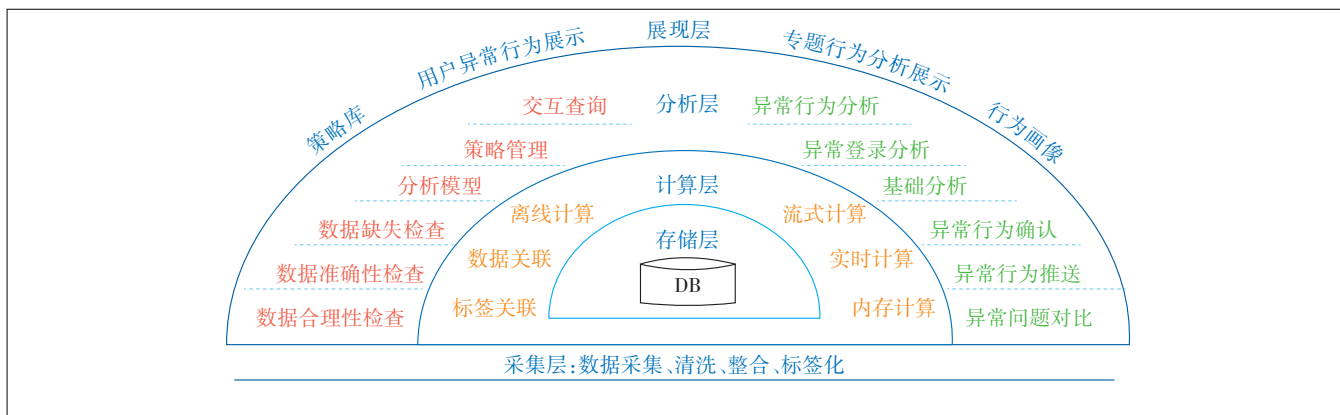 展现层
用户异常行为展示
专题行为分析展示
策略库
行为画像
分析层
交互查询
异常行为分析
策略管理
异常登录分析
分析模型
基础分析
数据缺失检查
异常行为确认
数据准确性检查
异常行为推送
数据合理性检查
异常问题对比
计算层
离线计算
流式计算
数据关联
实时计算
标签关联
内存计算
存储层
DB
采集层:数据采集、清洗、整合、标签化